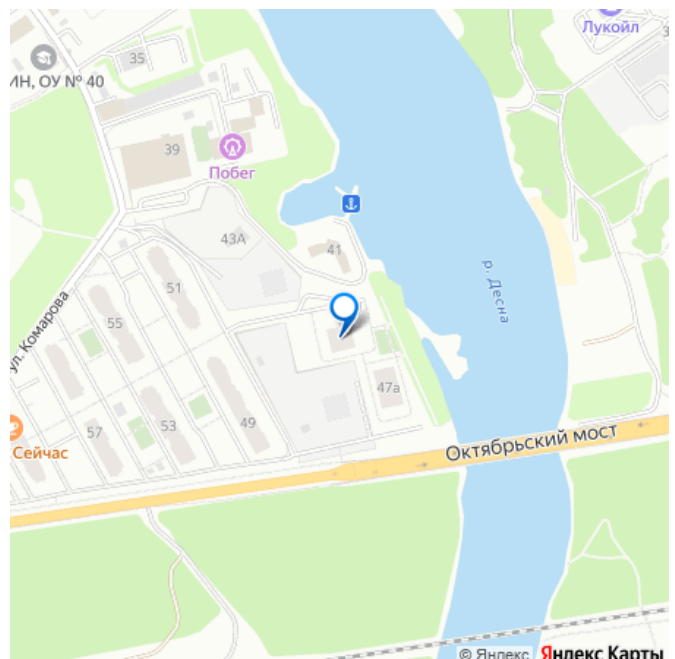 Лукойл
35
ИН, ОУ № 40
39
Побег
43А
41
р. Десна
51
ул. Комарова
55
47а
49
53
57
Сейчас
Октябрьский мост
© Яндекс Яндекс Карты